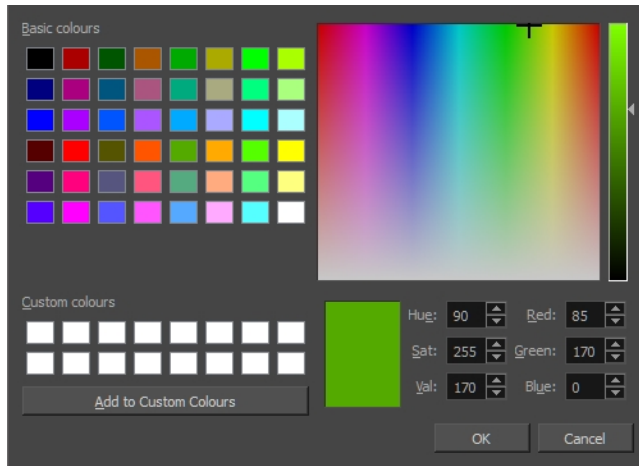 Basic colours
Custom colours
Add to Custom Colours
Hue: 90 Red: 85
Sat: 255 Green: 170
Val: 170 Blue: 0
OK Cancel